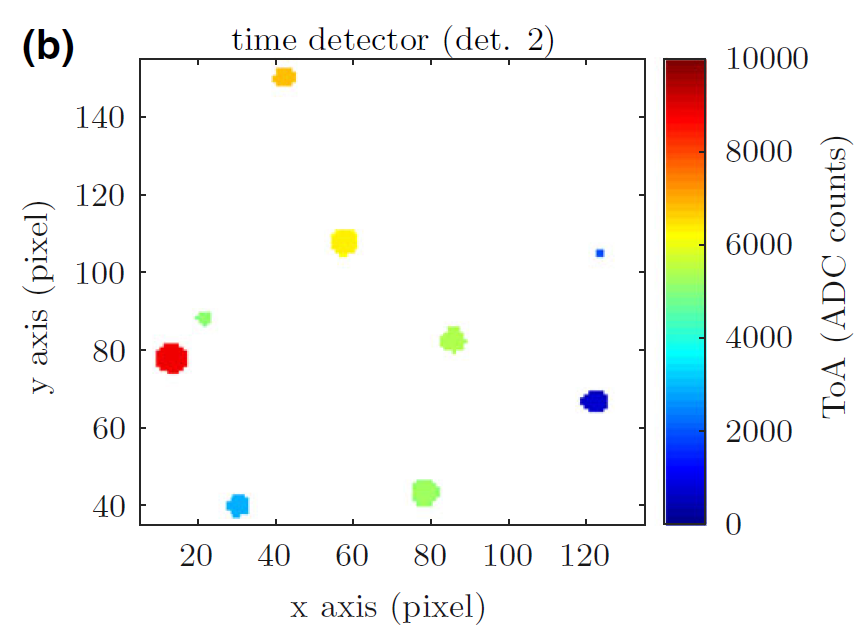 (b)
time detector (det. 2)
140
120
100
80
60
40
y axis (pixel)
20 40 60 80 100 120
x axis (pixel)
10000
8000
6000
4000
2000
0
ToA (ADC counts)